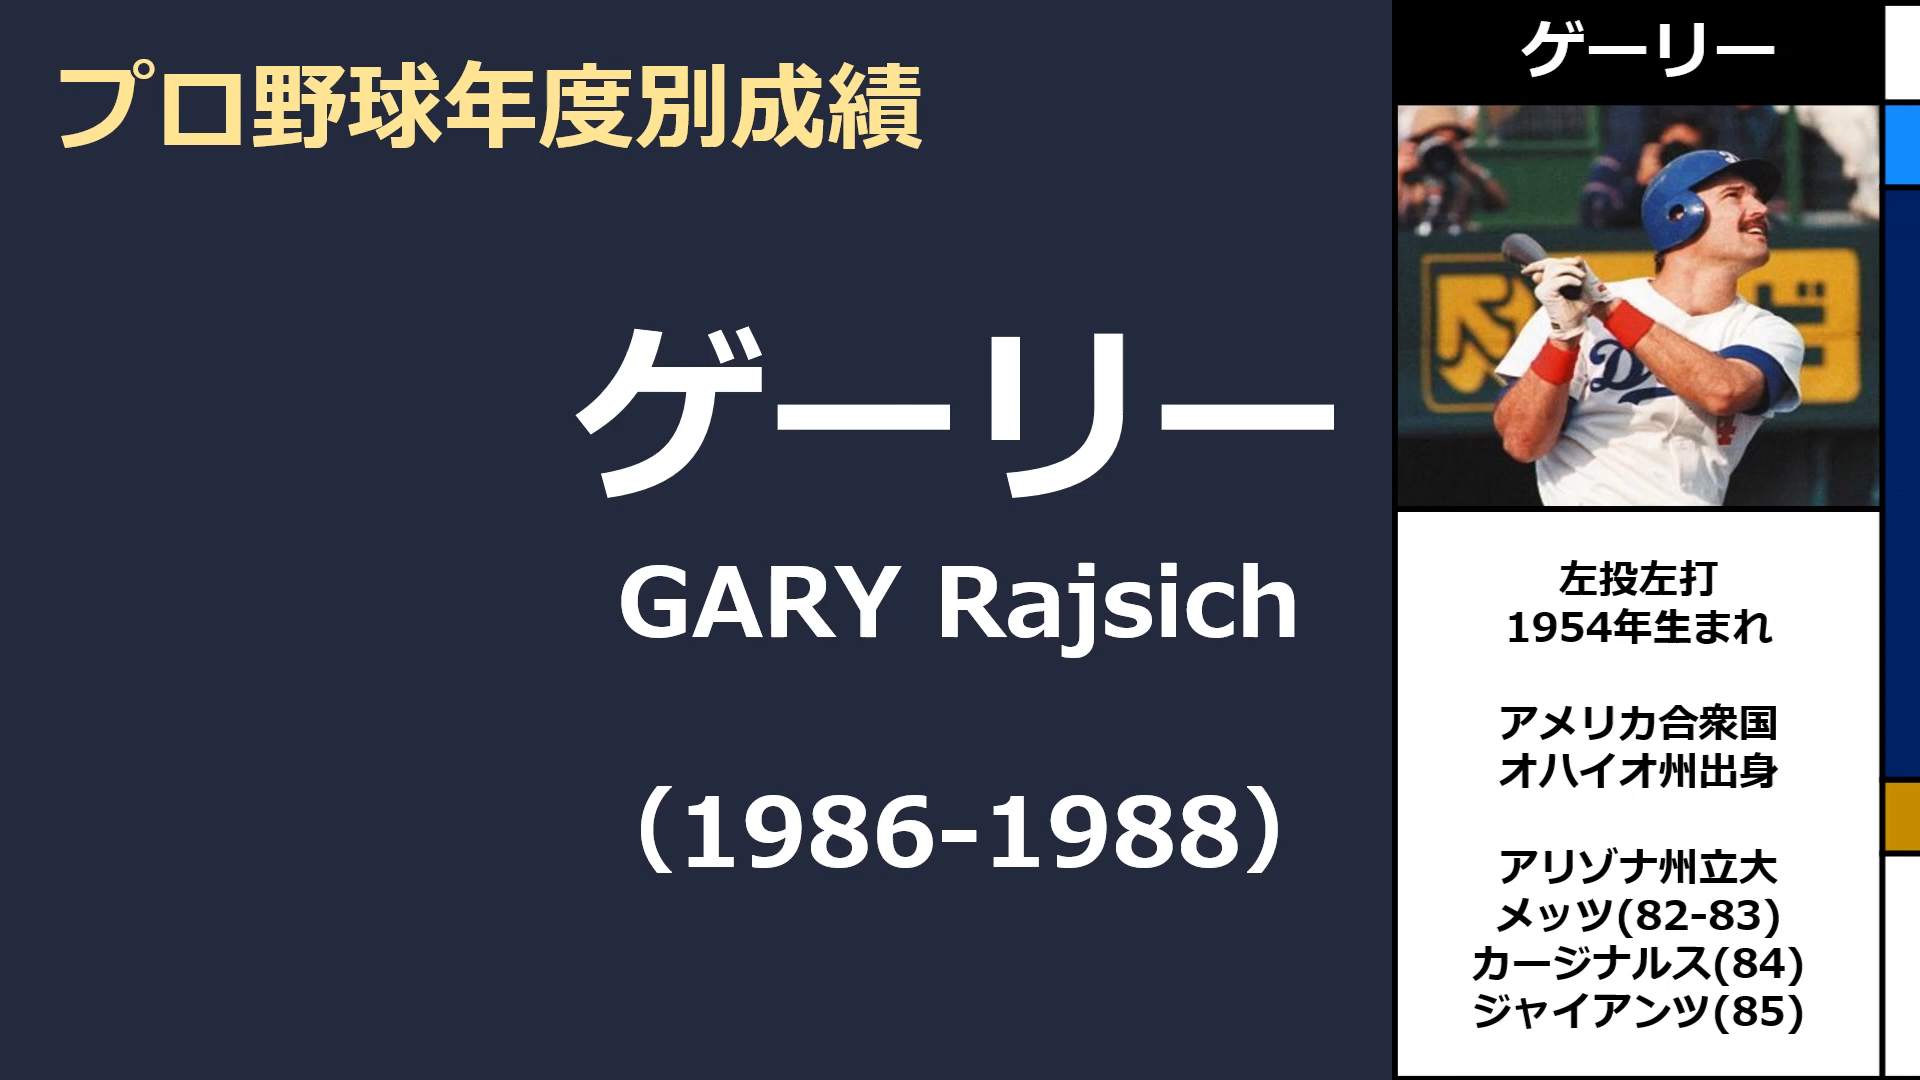 プロ野球年度別成績
ゲーリー
GARY Rajsich
（1986-1988）
ゲーリー
左投左打
1954年生まれ
アメリカ合衆国
オハイオ州出身
アリゾナ州立大
メッツ(82-83)
カージナルス(84)
ジャイアンツ(85)